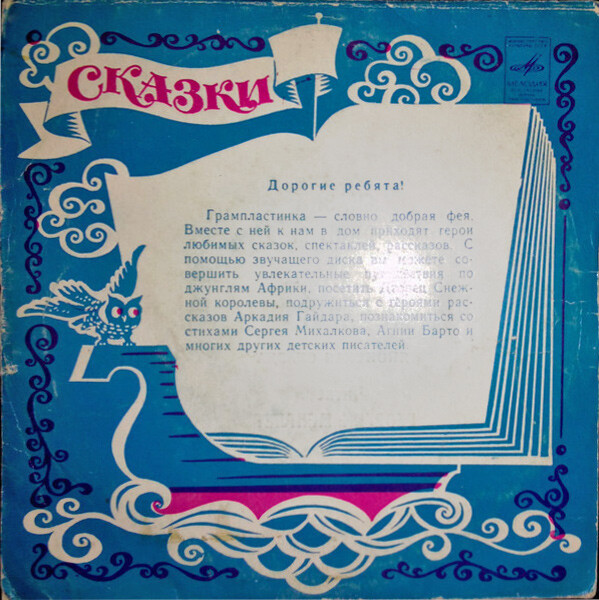 СКАЗКИ
МЕЛОДИЯ
Дорогие ребята!
Грампластинка — словно добрая фея.
Вместе с ней к нам в дом приходят герои
любимых сказок, спектаклей, рассказов. С
помощью звучащего диска вы можете со-
вершить увлекательные путешествия по
джунглям Африки, посетить Дворец Снеж-
ной королевы, подружиться с героями рас-
сказов Аркадия Гайдара, познакомиться со
стихами Сергея Михалкова, Агнии Барто и
многих других детских писателей.